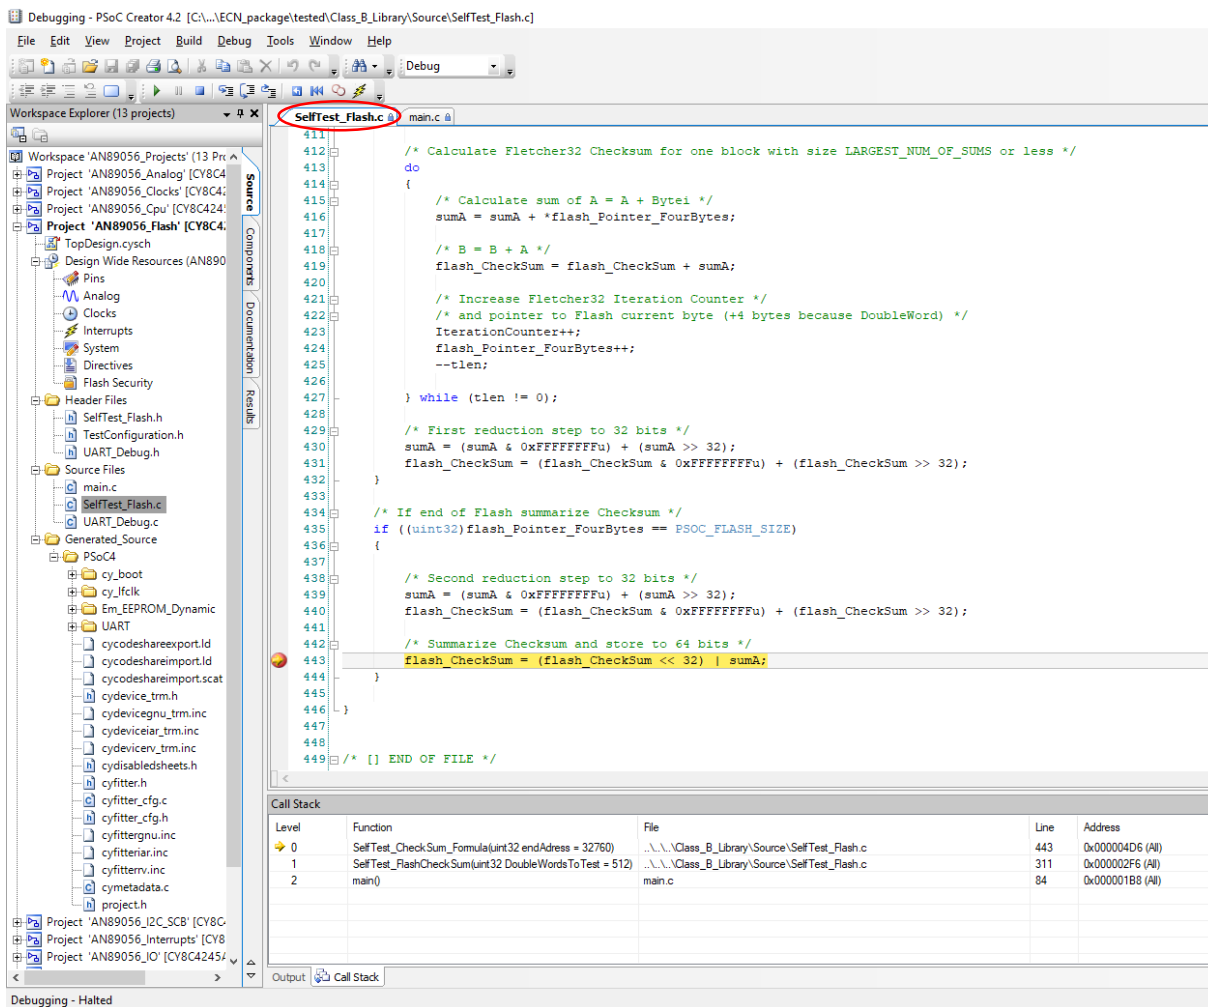 Debugging - PSoC Creator 4.2 [C:\...\ECN_package\tested\Class_B_Library\Source\SelfTest_Flash.c]
File Edit View Project Build Debug Tools Window Help
Debug
Workspace Explorer (13 projects)
Workspace 'AN89056_Projects' (13 Pro
Project 'AN89056_Analog' [CY8C4
Project 'AN89056_Clocks' [CY8C42
Project 'AN89056_Cpu' [CY8C4245
Project 'AN89056_Flash' [CY8C4.
TopDesign.cysch
Design Wide Resources (AN890
Pins
Analog
Clocks
Interrupts
System
Directives
Flash Security
Header Files
SelfTest_Flash.h
TestConfiguration.h
UART_Debug.h
Source Files
main.c
SelfTest_Flash.c
UART_Debug.c
Generated_Source
PSoC4
cy_boot
cy_lfclk
Em_EEPROM_Dynamic
UART
cycodeshareexport.ld
cycodeshareimport.ld
cycodeshareimport.scat
cydevice_trm.h
cydevicegnu_trm.inc
cydeviceiar_trm.inc
cydevicerv_trm.inc
cydisabledsheets.h
cyfitter.h
cyfitter_cfg.c
cyfitter_cfg.h
cyfittergnu.inc
cyfitteriar.inc
cyfitterrv.inc
cymetadata.c
project.h
Project 'AN89056_I2C_SCB' [CY8C-
Project 'AN89056_Interrupts' [CY8
Project 'AN89056_IO' [CY8C4245A
Source
Components
Documentation
Results
SelfTest_Flash.c main.c
411
412 /* Calculate Fletcher32 Checksum for one block with size LARGEST_NUM_OF_SUMS or less */
413 do
414 {
415 /* Calculate sum of A = A + Bytei */
416 sumA = sumA + *flash_Pointer_FourBytes;
417
418 /* B = B + A */
419 flash_CheckSum = flash_CheckSum + sumA;
420
421 /* Increase Fletcher32 Iteration Counter */
422 /* and pointer to Flash current byte (+4 bytes because DoubleWord) */
423 IterationCounter++;
424 flash_Pointer_FourBytes++;
425 --tlen;
426
427 } while (tlen != 0);
428
429 /* First reduction step to 32 bits */
430 sumA = (sumA & 0xFFFFFFFFu) + (sumA >> 32);
431 flash_CheckSum = (flash_CheckSum & 0xFFFFFFFFu) + (flash_CheckSum >> 32);
432 }
433
434 /* If end of Flash summarize Checksum */
435 if ((uint32)flash_Pointer_FourBytes == PSOC_FLASH_SIZE)
436 {
437
438 /* Second reduction step to 32 bits */
439 sumA = (sumA & 0xFFFFFFFFu) + (sumA >> 32);
440 flash_CheckSum = (flash_CheckSum & 0xFFFFFFFFu) + (flash_CheckSum >> 32);
441
442 /* Summarize Checksum and store to 64 bits */
443 flash_CheckSum = (flash_CheckSum << 32) | sumA;
444 }
445
446 }
447
448
449 /* [] END OF FILE */
Call Stack
Level Function File Line Address
0 SelfTest_CheckSum_Formula(uint32 endAdress = 32760) ..\..\..\Class_B_Library\Source\SelfTest_Flash.c 443 0x000004D6 (All)
1 SelfTest_FlashCheckSum(uint32 DoubleWordsToTest = 512) ..\..\..\Class_B_Library\Source\SelfTest_Flash.c 311 0x000002F6 (All)
2 main() main.c 84 0x000001B8 (All)
Output Call Stack
Debugging - Halted